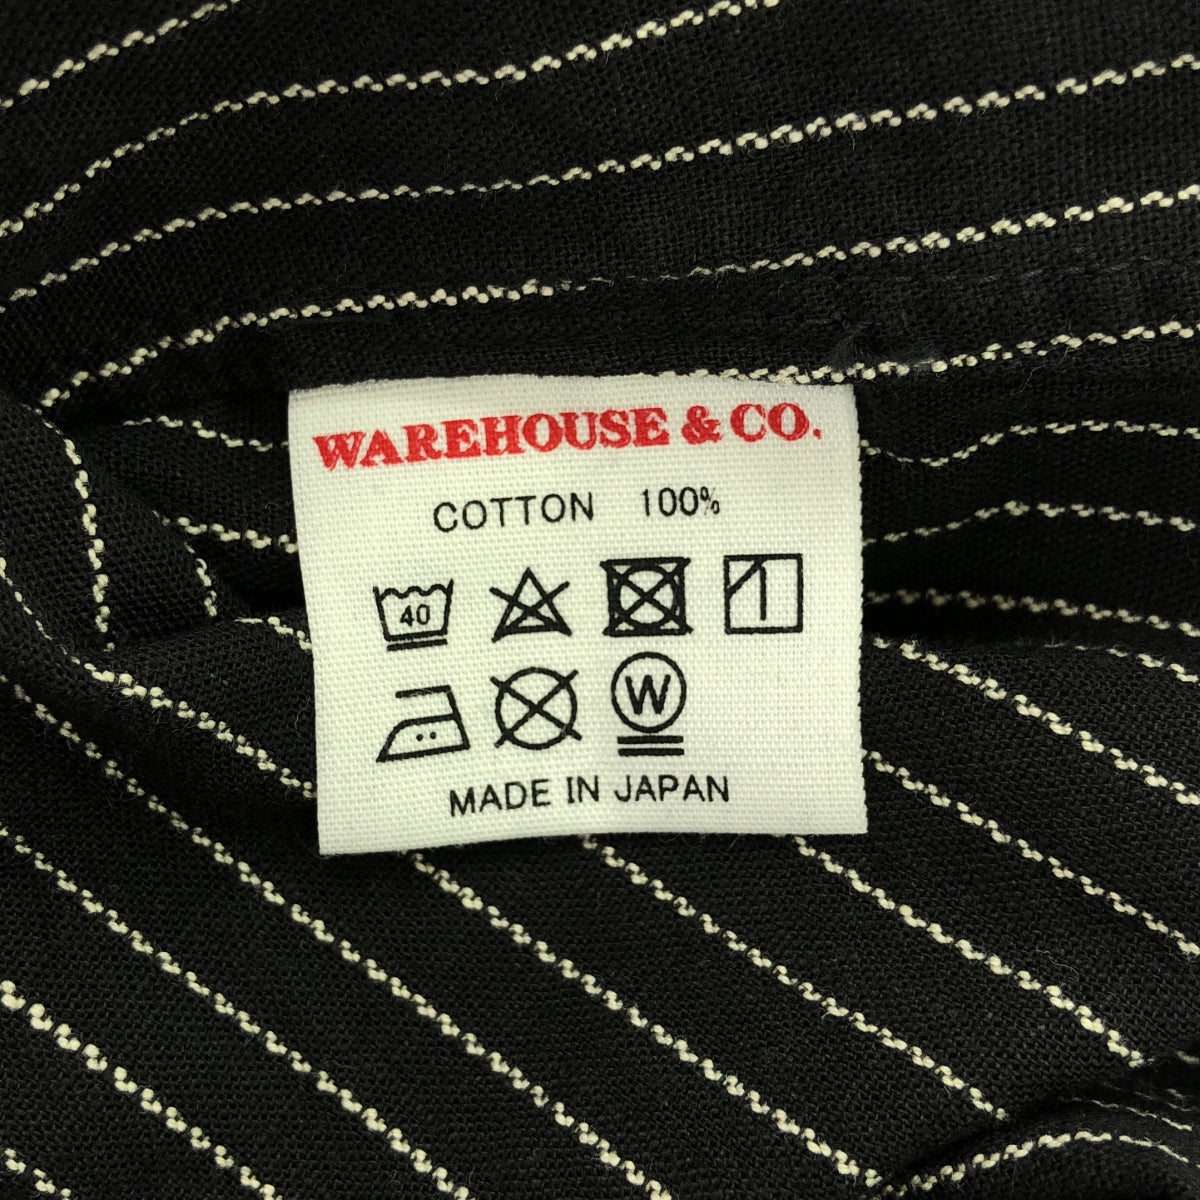 WAREHOUSE & CO.
COTTON 100%
40
W
MADE IN JAPAN